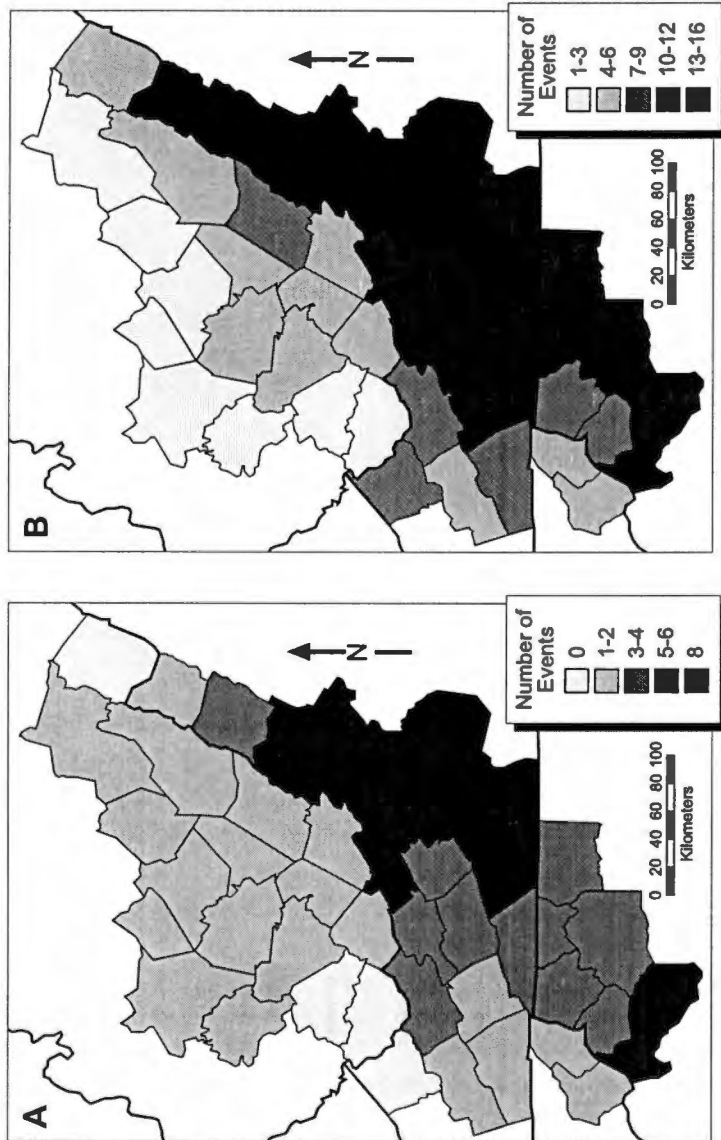 A
N
Number of
Events
0
1-2
3-4
5-6
8
0 20 40 60 80 100
Kilometers
B
N
Number of
Events
1-3
4-6
7-9
10-12
13-16
0 20 40 60 80 100
Kilometers